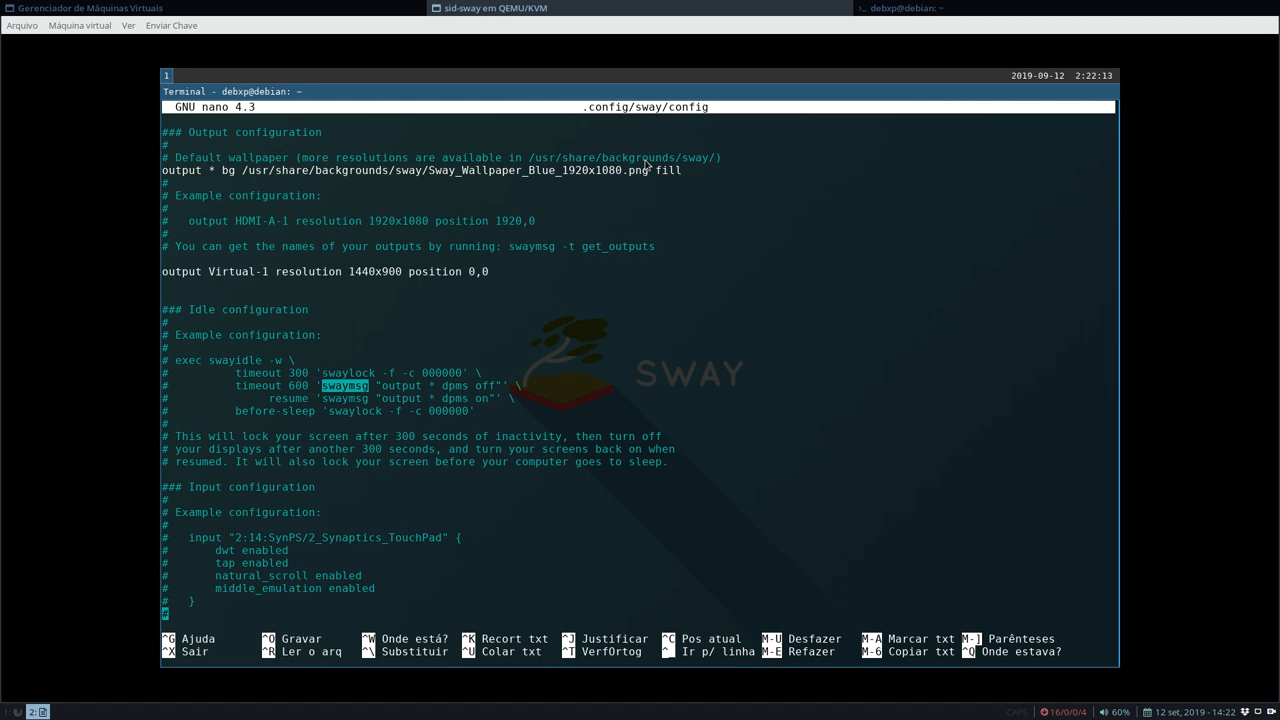 Gerenciador de Máquinas Virtuais
sid-sway em QEMU/KVM
debxp@debian: ~
Arquivo Máquina virtual Ver Enviar Chave
1
2019-09-12 2:22:13
Terminal - debxp@debian: ~
GNU nano 4.3 .config/sway/config
### Output configuration
#
# Default wallpaper (more resolutions are available in /usr/share/backgrounds/sway/)
output * bg /usr/share/backgrounds/sway/Sway_Wallpaper_Blue_1920x1080.png fill
#
# Example configuration:
#
#   output HDMI-A-1 resolution 1920x1080 position 1920,0
#
# You can get the names of your outputs by running: swaymsg -t get_outputs
output Virtual-1 resolution 1440x900 position 0,0
### Idle configuration
#
# Example configuration:
#
# exec swayidle -w \
#          timeout 300 'swaylock -f -c 000000' \
#          timeout 600 'swaymsg "output * dpms off"' \
#               resume 'swaymsg "output * dpms on"' \
#          before-sleep 'swaylock -f -c 000000'
#
# This will lock your screen after 300 seconds of inactivity, then turn off
# your displays after another 300 seconds, and turn your screens back on when
# resumed. It will also lock your screen before your computer goes to sleep.
SWAY
### Input configuration
#
# Example configuration:
#
#   input "2:14:SynPS/2_Synaptics_TouchPad" {
#       dwt enabled
#       tap enabled
#       natural_scroll enabled
#       middle_emulation enabled
#   }
#
^G Ajuda ^O Gravar ^W Onde está? ^K Recort txt ^J Justificar ^C Pos atual M-U Desfazer M-A Marcar txt M-] Parênteses
^X Sair ^R Ler o arq ^\ Substituir ^U Colar txt ^T VerfOrtog ^_ Ir p/ linha M-E Refazer M-6 Copiar txt ^Q Onde estava?
1: 2: CAPS 16/0/0/4 60% 12 set, 2019 - 14:22